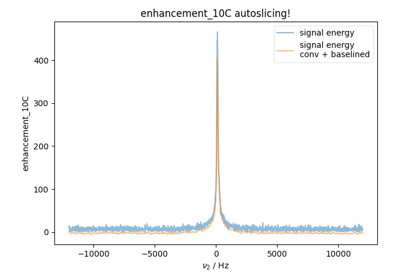 enhancement_10C autoslicing!
signal energy
signal energy
conv + baselined
enhancement_10C
400
300
200
100
0
−10000 −5000 0 5000 10000
ν₂ / Hz